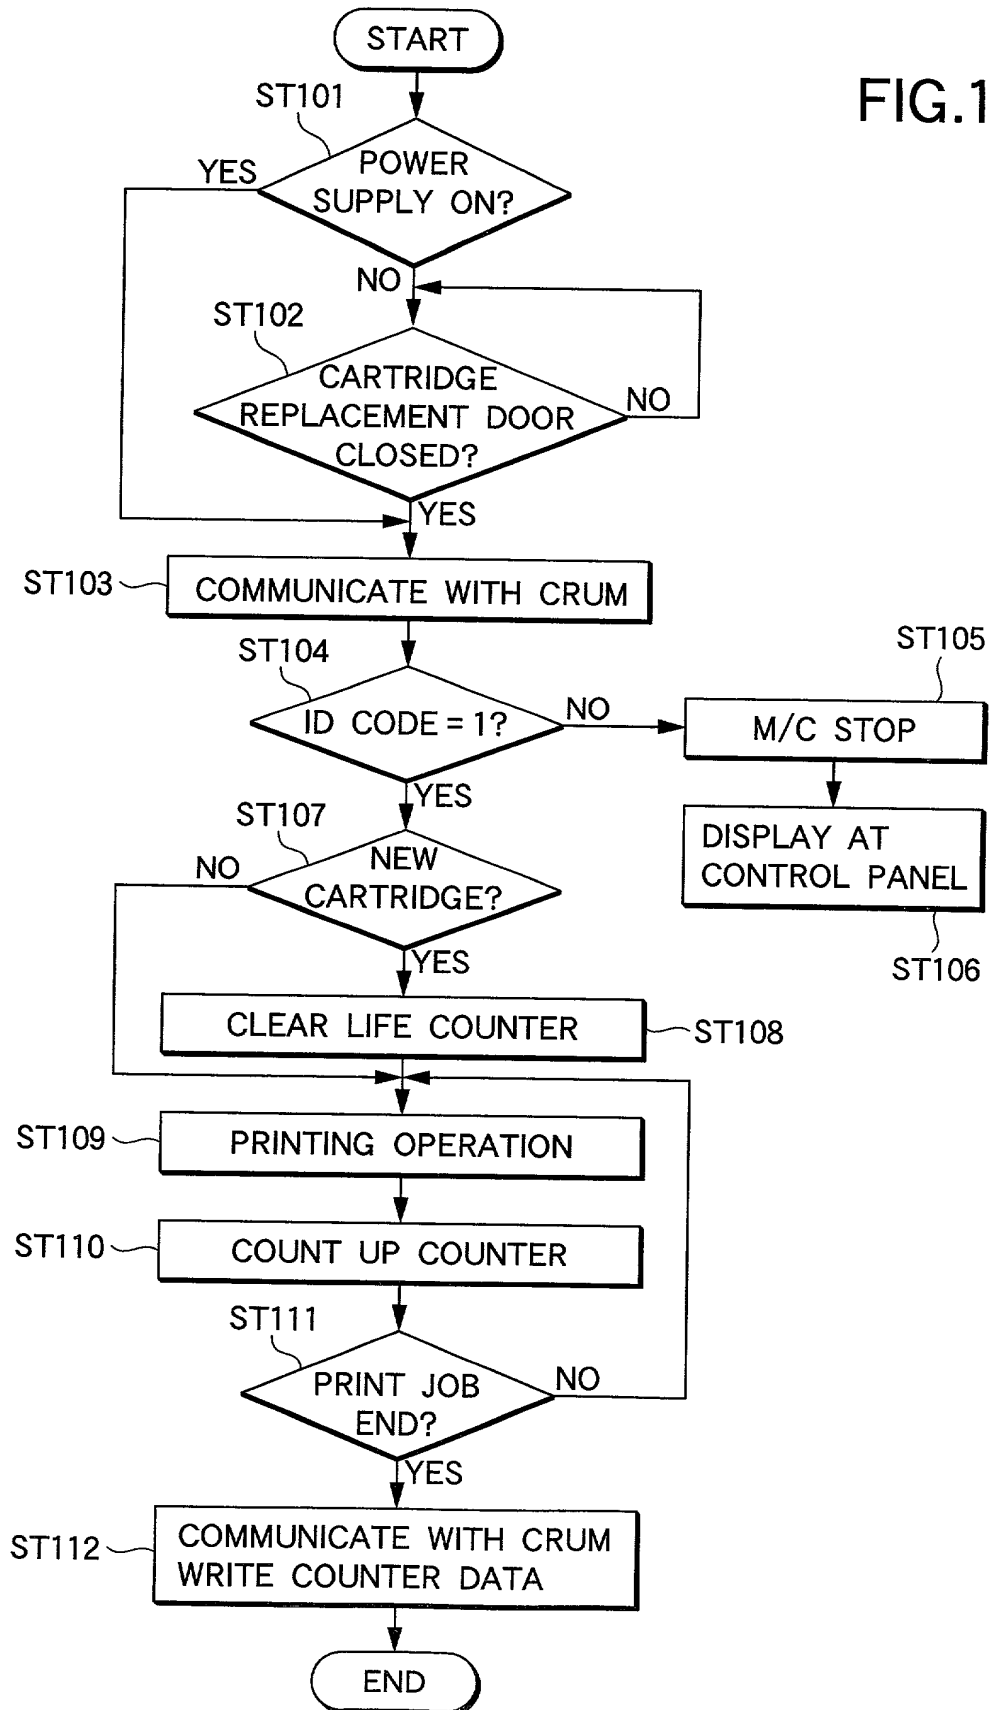 START
FIG.1
ST101
YES
POWER
SUPPLY ON?
NO
ST102
CARTRIDGE
REPLACEMENT DOOR
CLOSED?
NO
YES
ST103
COMMUNICATE WITH CRUM
ST104
ID CODE = 1?
NO
ST105
M/C STOP
YES
DISPLAY AT
CONTROL PANEL
ST106
ST107
NO
NEW
CARTRIDGE?
YES
CLEAR LIFE COUNTER
ST108
ST109
PRINTING OPERATION
ST110
COUNT UP COUNTER
ST111
PRINT JOB
END?
NO
YES
ST112
COMMUNICATE WITH CRUM
WRITE COUNTER DATA
END